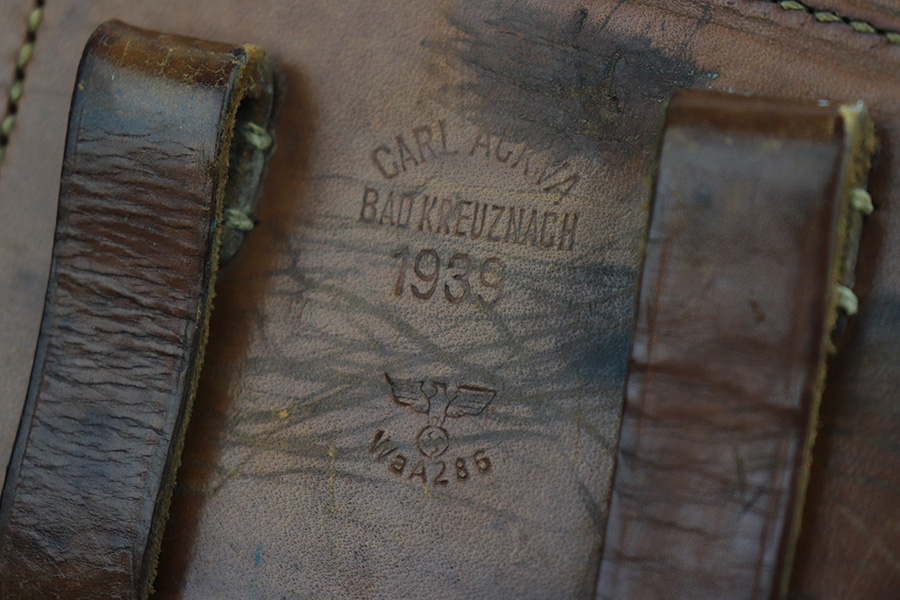 CARL ACKVA
BAD KREUZNACH
1939
WaA286